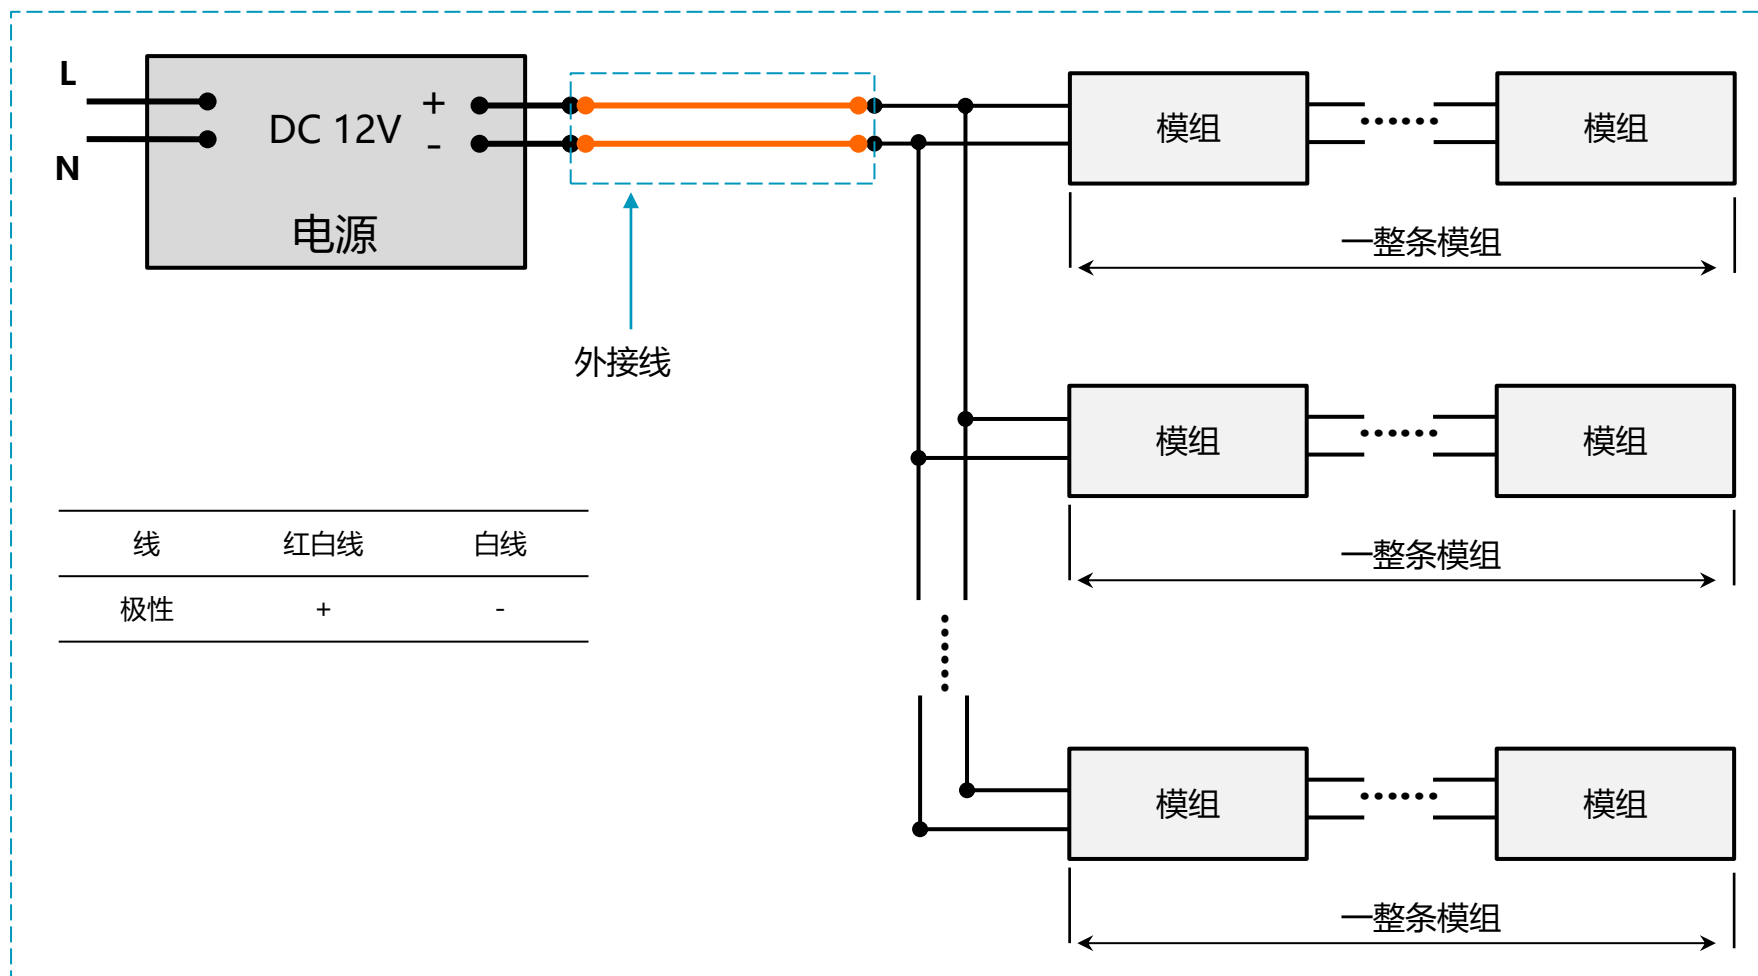 L
N
DC 12V
+
-
电源
外接线
模组
模组
一整条模组
模组
模组
一整条模组
线 红白线 白线
极性 + -
模组
模组
一整条模组